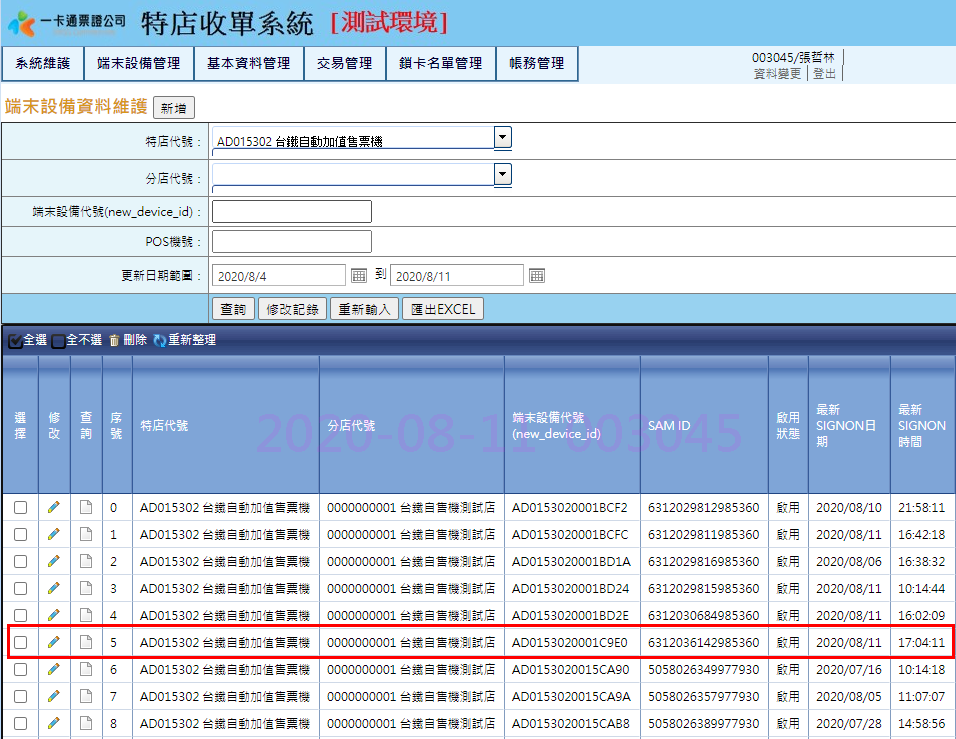 一卡通票證公司 特店收單系統 [測試環境]
系統維護 端末設備管理 基本資料管理 交易管理 鎖卡名單管理 帳務管理
003045/張哲林
資料變更 登出
端末設備資料維護 新增
特店代號： AD015302 台鐵自動加值售票機
分店代號：
端末設備代號(new_device_id)：
POS機號：
更新日期範圍： 2020/8/4 到 2020/8/11
查詢 修改記錄 重新輸入 匯出EXCEL
全選 全不選 刪除 重新整理
選擇 修改 查詢 序號 特店代號 分店代號 端末設備代號(new_device_id) SAM ID 啟用狀態 最新SIGNON日期 最新SIGNON時間
2020-08-11-003045
0 AD015302 台鐵自動加值售票機 0000000001 台鐵自售機測試店 AD0153020001BCF2 6312029812985360 啟用 2020/08/10 21:58:11
1 AD015302 台鐵自動加值售票機 0000000001 台鐵自售機測試店 AD0153020001BCFC 6312029811985360 啟用 2020/08/11 16:42:18
2 AD015302 台鐵自動加值售票機 0000000001 台鐵自售機測試店 AD0153020001BD1A 6312029816985360 啟用 2020/08/06 16:38:32
3 AD015302 台鐵自動加值售票機 0000000001 台鐵自售機測試店 AD0153020001BD24 6312029818985360 啟用 2020/08/11 10:14:44
4 AD015302 台鐵自動加值售票機 0000000001 台鐵自售機測試店 AD0153020001BD2E 6312030684985360 啟用 2020/08/11 16:02:09
5 AD015302 台鐵自動加值售票機 0000000001 台鐵自售機測試店 AD0153020001C9E0 6312036142985360 啟用 2020/08/11 17:04:11
6 AD015302 台鐵自動加值售票機 0000000001 台鐵自售機測試店 AD0153020015CA90 5058026349977930 啟用 2020/07/16 10:14:18
7 AD015302 台鐵自動加值售票機 0000000001 台鐵自售機測試店 AD0153020015CA9A 5058026357977930 啟用 2020/08/05 11:07:07
8 AD015302 台鐵自動加值售票機 0000000001 台鐵自售機測試店 AD0153020015CAB8 5058026389977930 啟用 2020/07/28 14:58:56